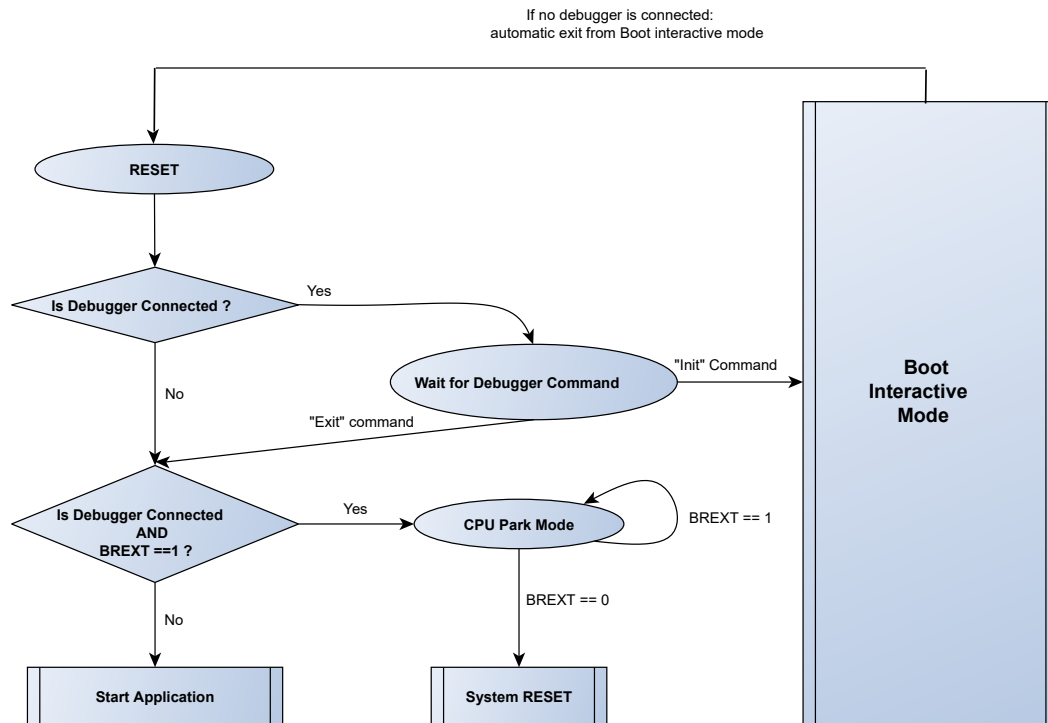 If no debugger is connected:
automatic exit from Boot interactive mode
RESET
Is Debugger Connected ?
Yes
Wait for Debugger Command
"Init" Command
Boot
Interactive
Mode
No
"Exit" command
Is Debugger Connected
AND
BREXT ==1 ?
Yes
CPU Park Mode
BREXT == 1
BREXT == 0
No
Start Application
System RESET